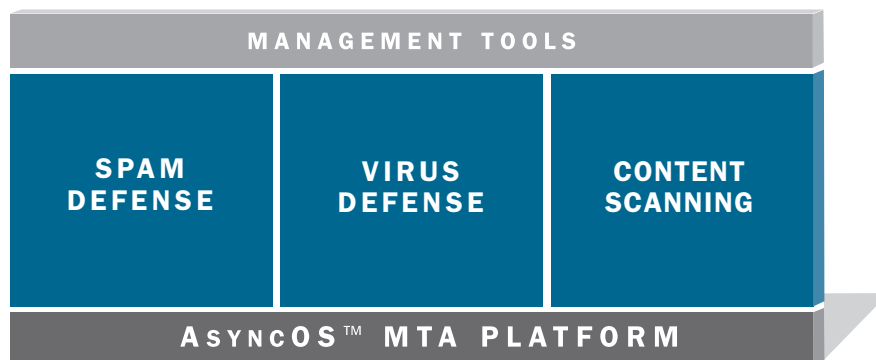 MANAGEMENT TOOLS
SPAM
DEFENSE
VIRUS
DEFENSE
CONTENT
SCANNING
ASYNCOS™ MTA PLATFORM